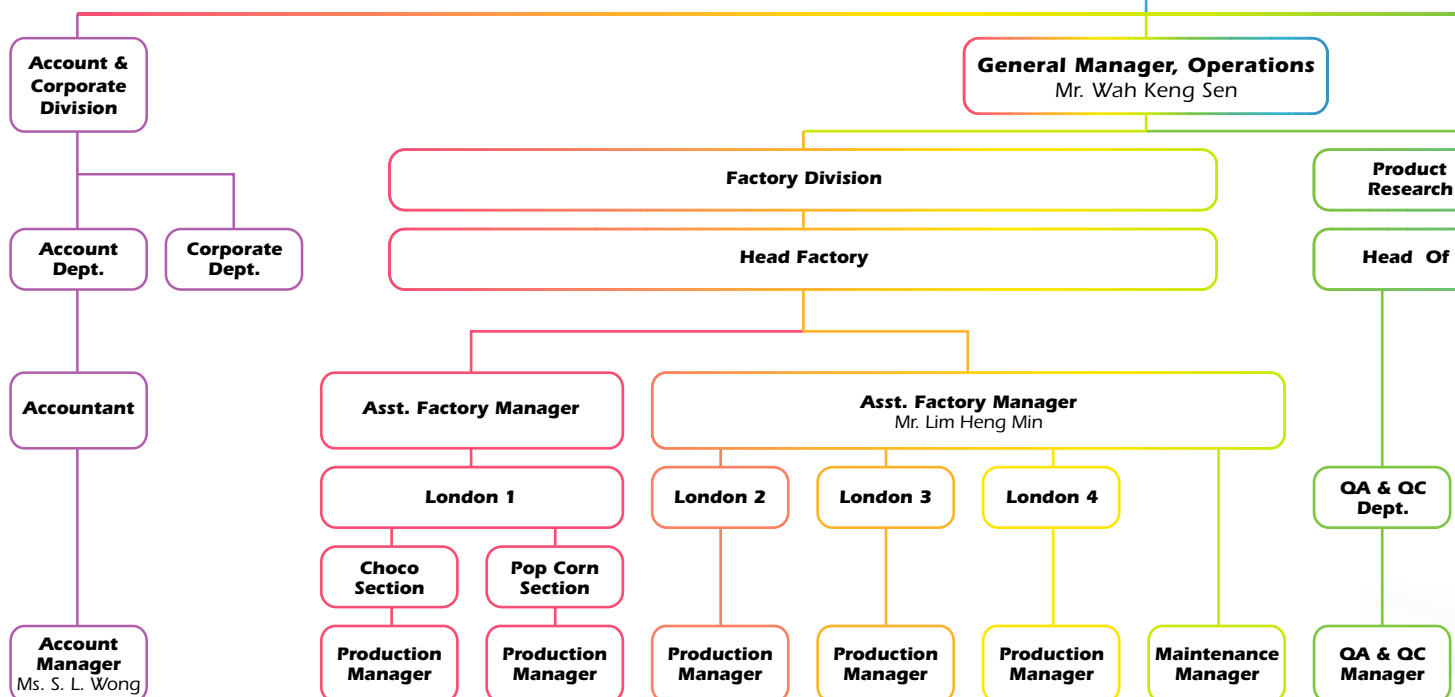 Account &
Corporate
Division
General Manager, Operations
Mr. Wah Keng Sen
Factory Division
Product
Research
Account
Dept.
Corporate
Dept.
Head Factory
Head Of
Accountant
Asst. Factory Manager
Asst. Factory Manager
Mr. Lim Heng Min
London 1
London 2
London 3
London 4
QA & QC
Dept.
Choco
Section
Pop Corn
Section
Account
Manager
Ms. S. L. Wong
Production
Manager
Production
Manager
Production
Manager
Production
Manager
Production
Manager
Maintenance
Manager
QA & QC
Manager